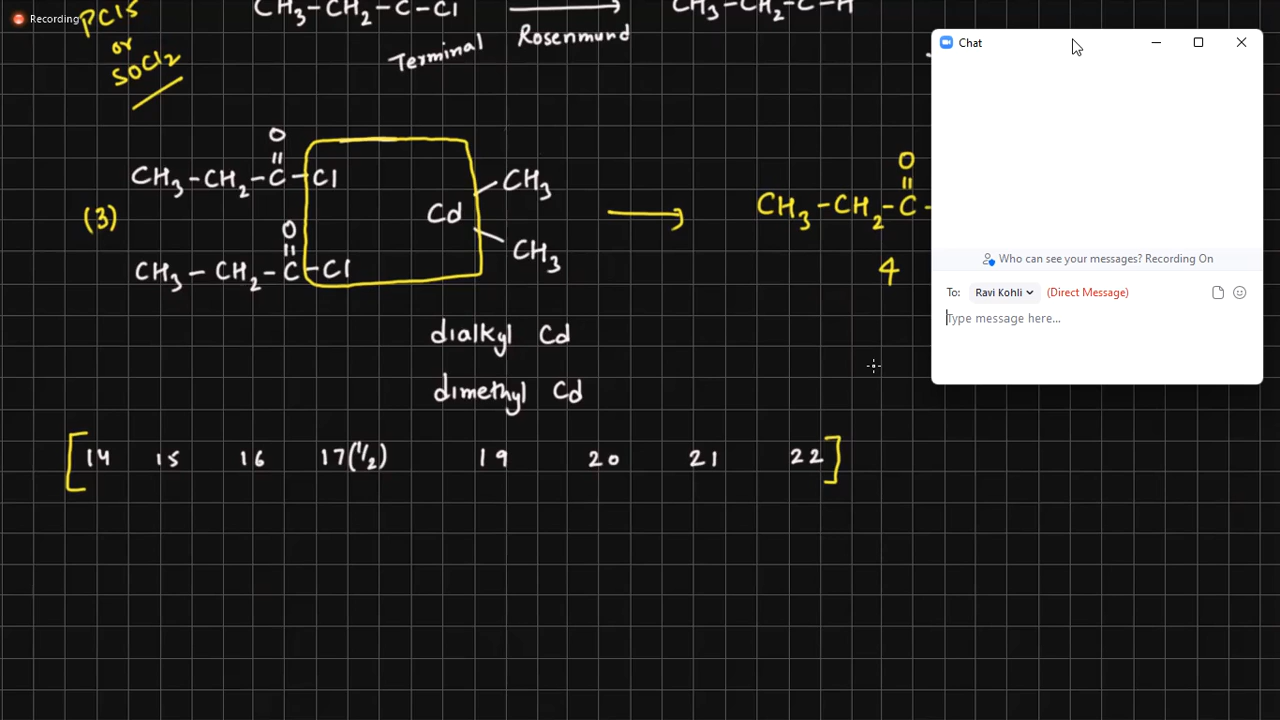 Recording
PCl5
or
SOCl2
CH3-CH2-C-Cl
Terminal
Rosenmund
CH3-CH2-C-H
(3)
O
CH3-CH2-C-Cl
O
CH3-CH2-C-Cl
Cd
CH3
CH3
O
CH3-CH2-C-
4
dialkyl Cd
dimethyl Cd
[14 15 16 17(1/2) 19 20 21 22]
Chat
Who can see your messages? Recording On
To: Ravi Kohli (Direct Message)
Type message here...